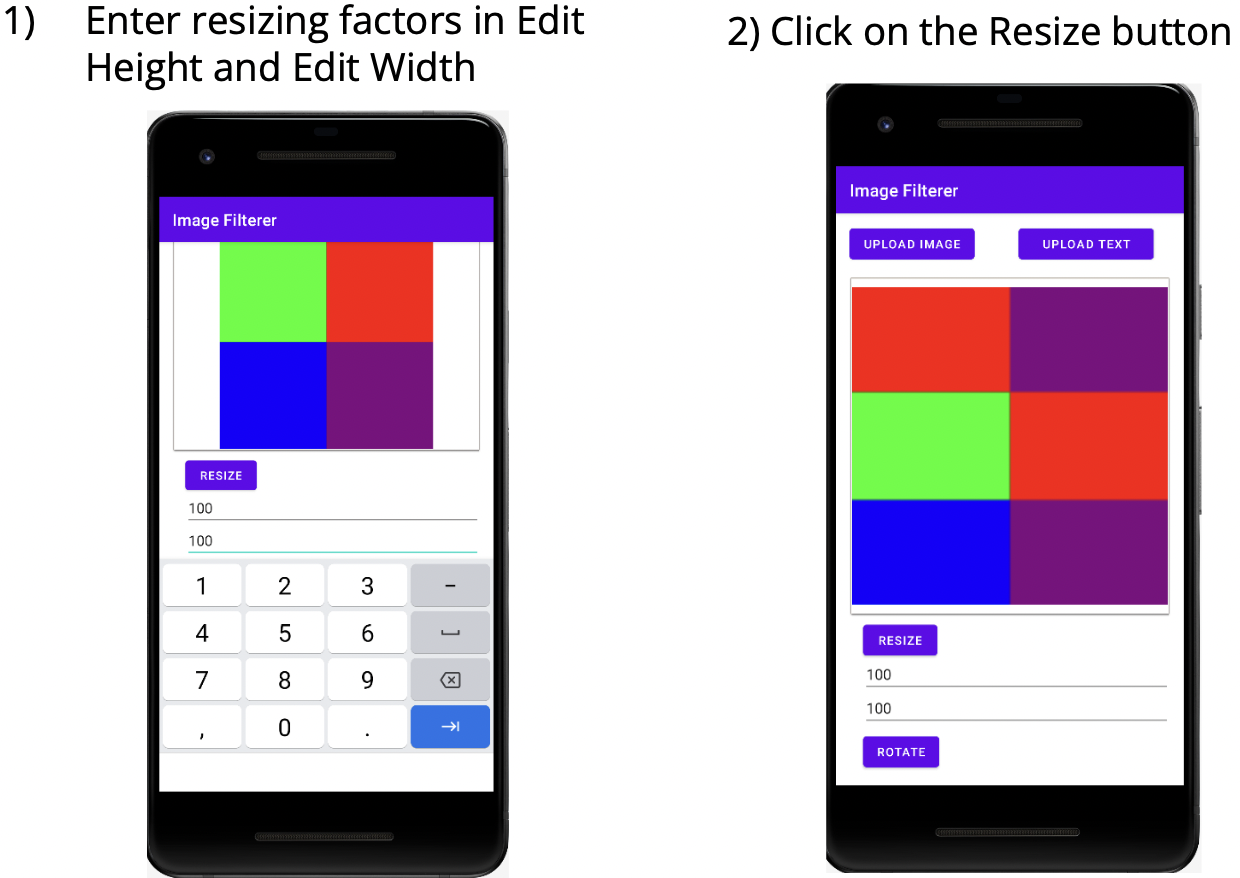 1) Enter resizing factors in Edit
Height and Edit Width
2) Click on the Resize button
Image Filterer
RESIZE
100
100
1 2 3 –
4 5 6
7 8 9
, 0 .
Image Filterer
UPLOAD IMAGE UPLOAD TEXT
RESIZE
100
100
ROTATE